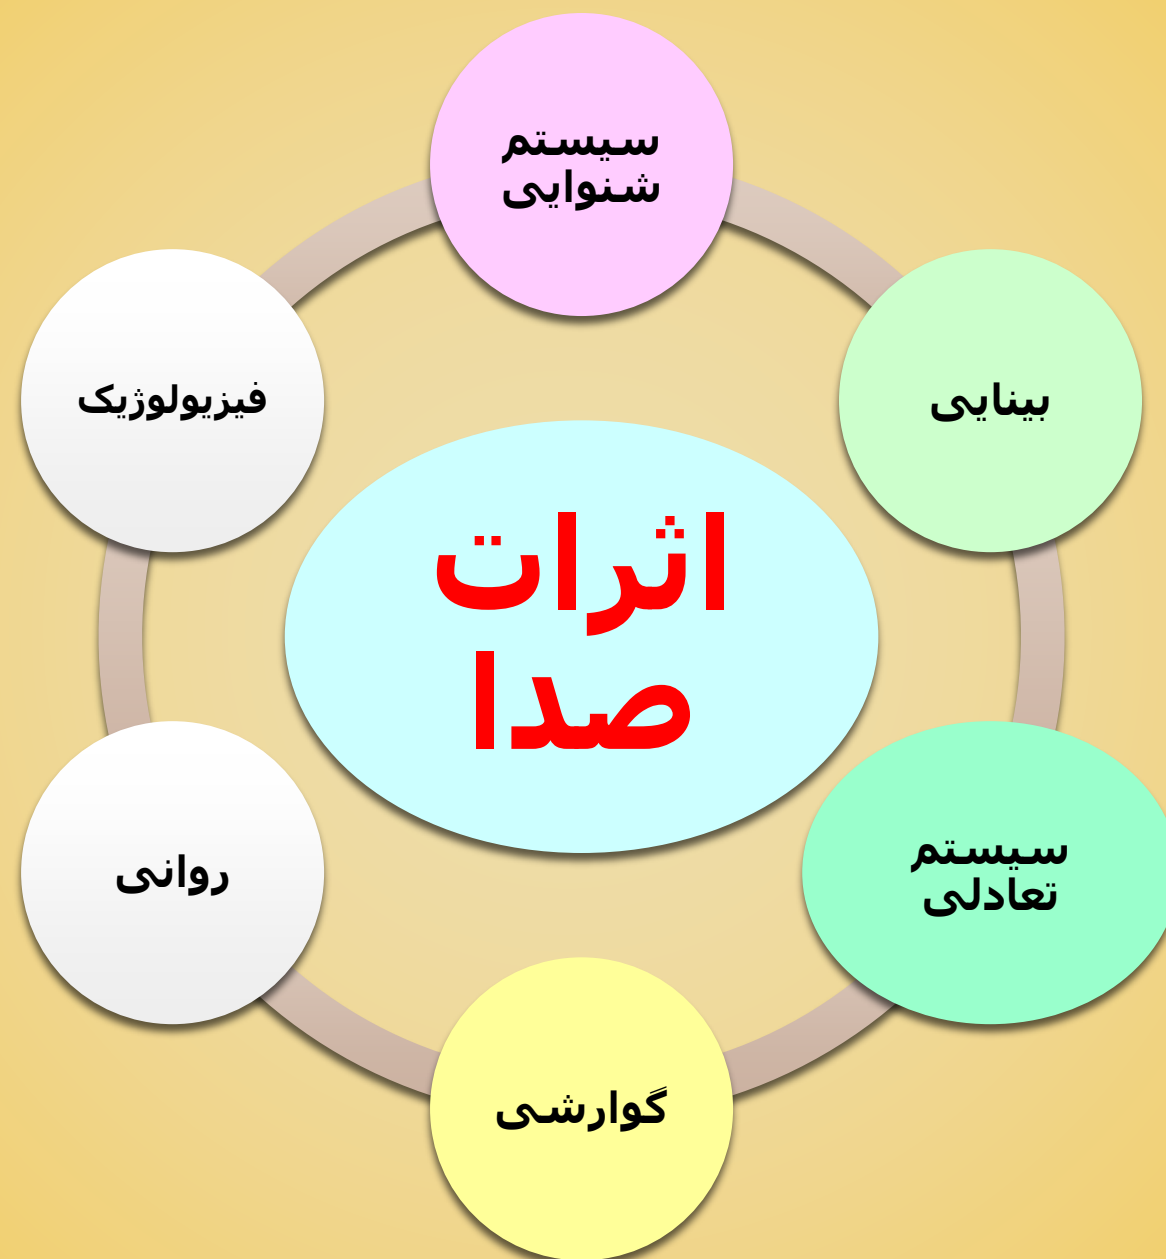 سیستم
شنوایی
بینایی
سیستم
تعادلی
گوارشی
روانی
فیزیولوژیک
اثرات
صدا